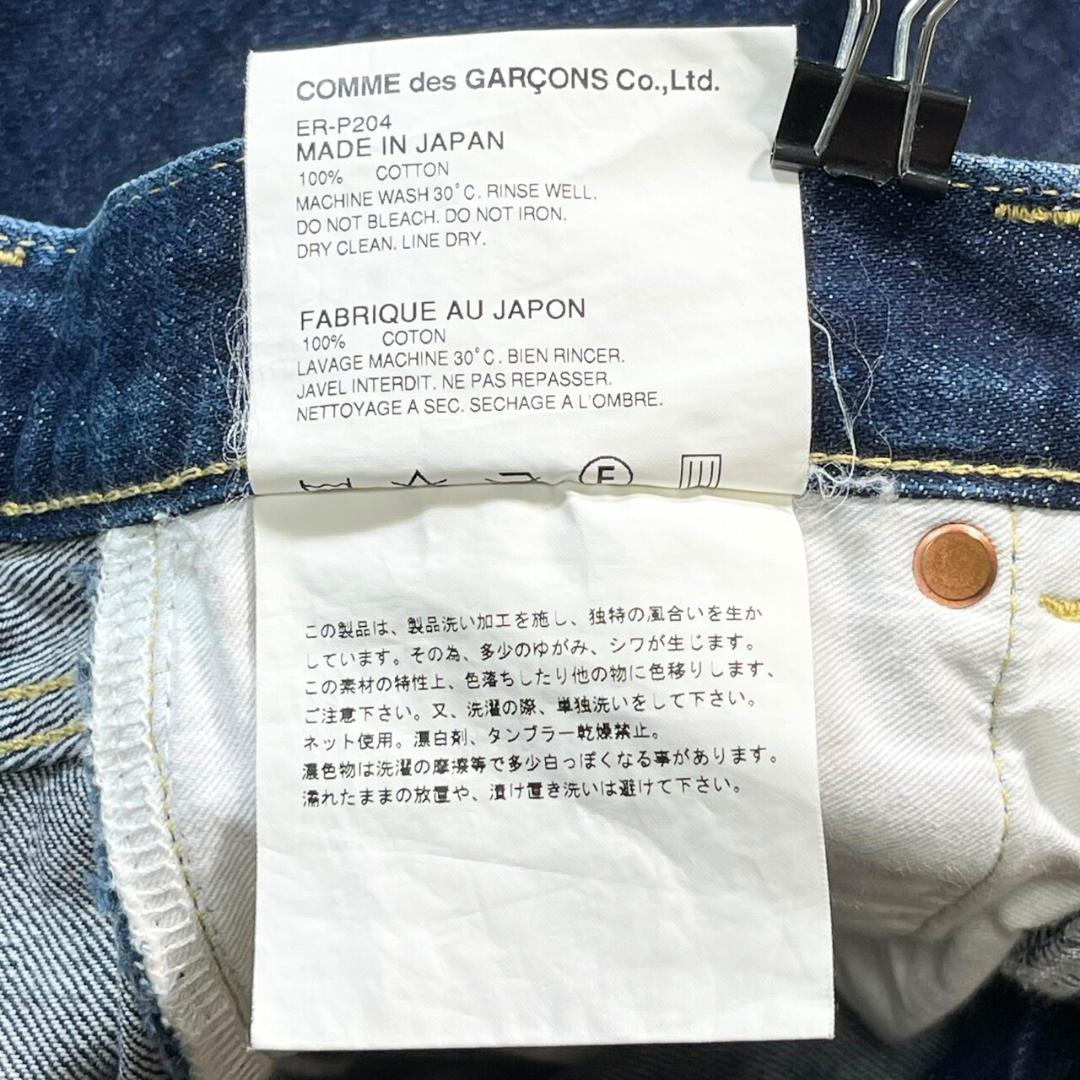 COMME des GARÇONS Co.,Ltd.
ER-P204
MADE IN JAPAN
100% COTTON
MACHINE WASH 30°C. RINSE WELL.
DO NOT BLEACH. DO NOT IRON.
DRY CLEAN. LINE DRY.
FABRIQUE AU JAPON
100% COTON
LAVAGE MACHINE 30°C. BIEN RINCER.
JAVEL INTERDIT. NE PAS REPASSER.
NETTOYAGE A SEC. SECHAGE A L'OMBRE.
F
この製品は、製品洗い加工を施し、独特の風合いを生か
しています。その為、多少のゆがみ、シワが生じます。
この素材の特性上、色落ちしたり他の物に色移りします、
ご注意下さい。又、洗濯の際、単独洗いをして下さい。
ネット使用。漂白剤、タンブラー乾燥禁止。
濃色物は洗濯の摩擦等で多少白っぽくなる事があります。
濡れたままの放置や、漬け置き洗いは避けて下さい。